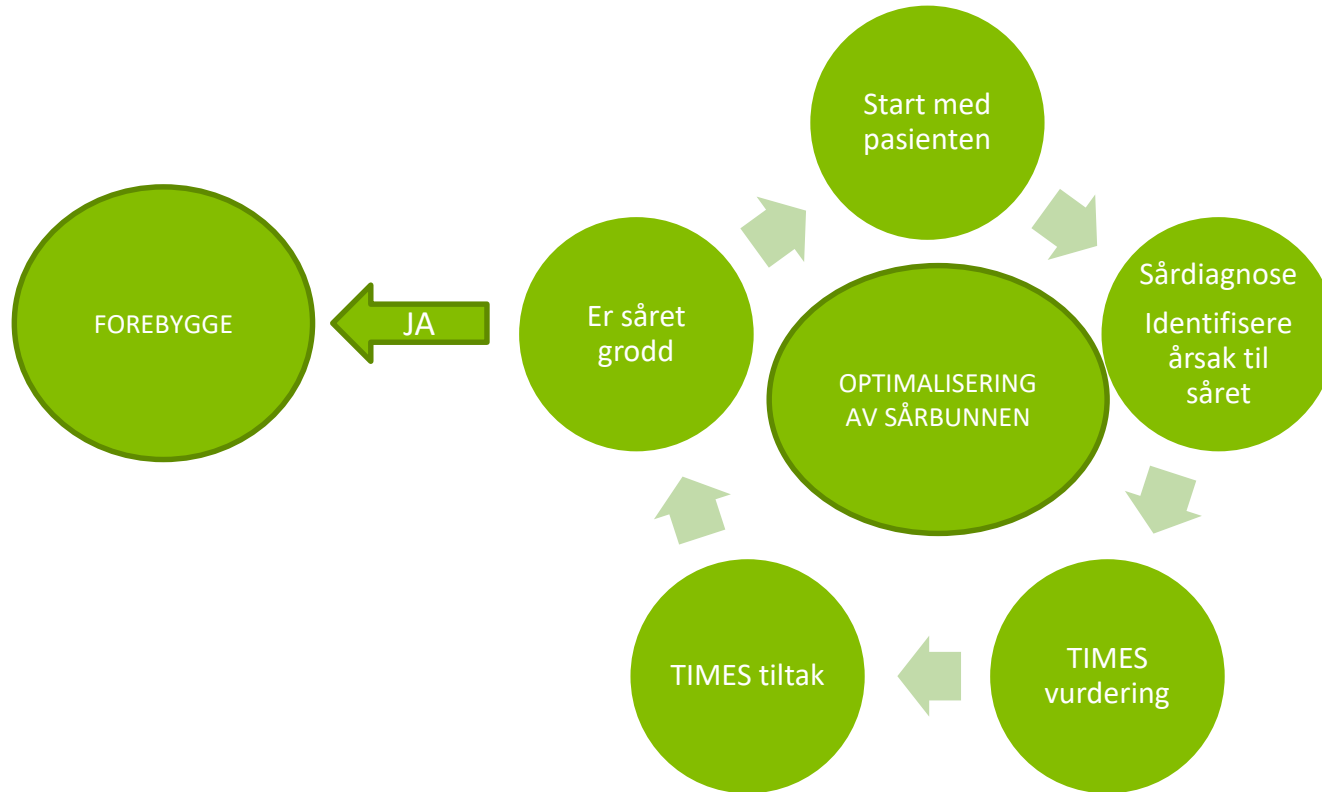 Start med
pasienten
Sårdiagnose
Identifisere
årsak til
såret
TIMES
vurdering
TIMES tiltak
Er såret
grodd
JA
FOREBYGGE
OPTIMALISERING
AV SÅRBUNNEN